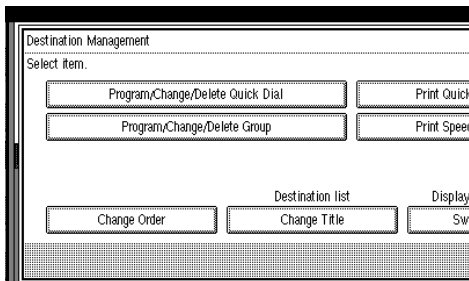 Destination Management
Select item.
Program/Change/Delete Quick Dial Print Quick
Program/Change/Delete Group Print Speed
Destination list Display
Change Order Change Title Sw